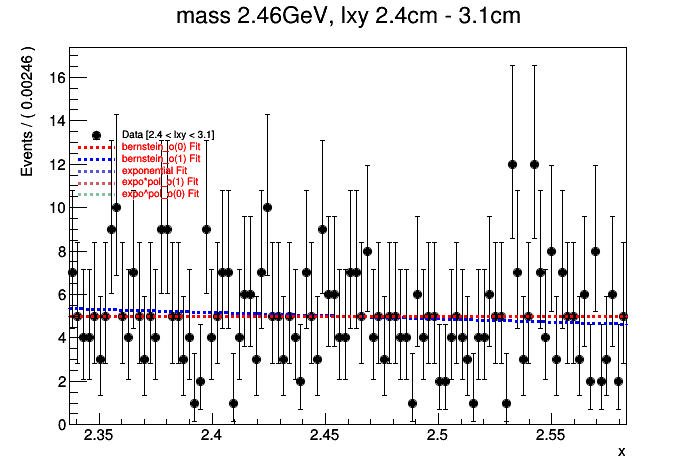 mass 2.46GeV, lxy 2.4cm - 3.1cm
Events / ( 0.00246 )
16
14
12
10
8
6
4
2
0
Data [2.4 < lxy < 3.1]
bernstein_o(0) Fit
bernstein_o(1) Fit
exponential Fit
expo*pol_o(1) Fit
expo^pol_o(0) Fit
2.35
2.4
2.45
2.5
2.55
x